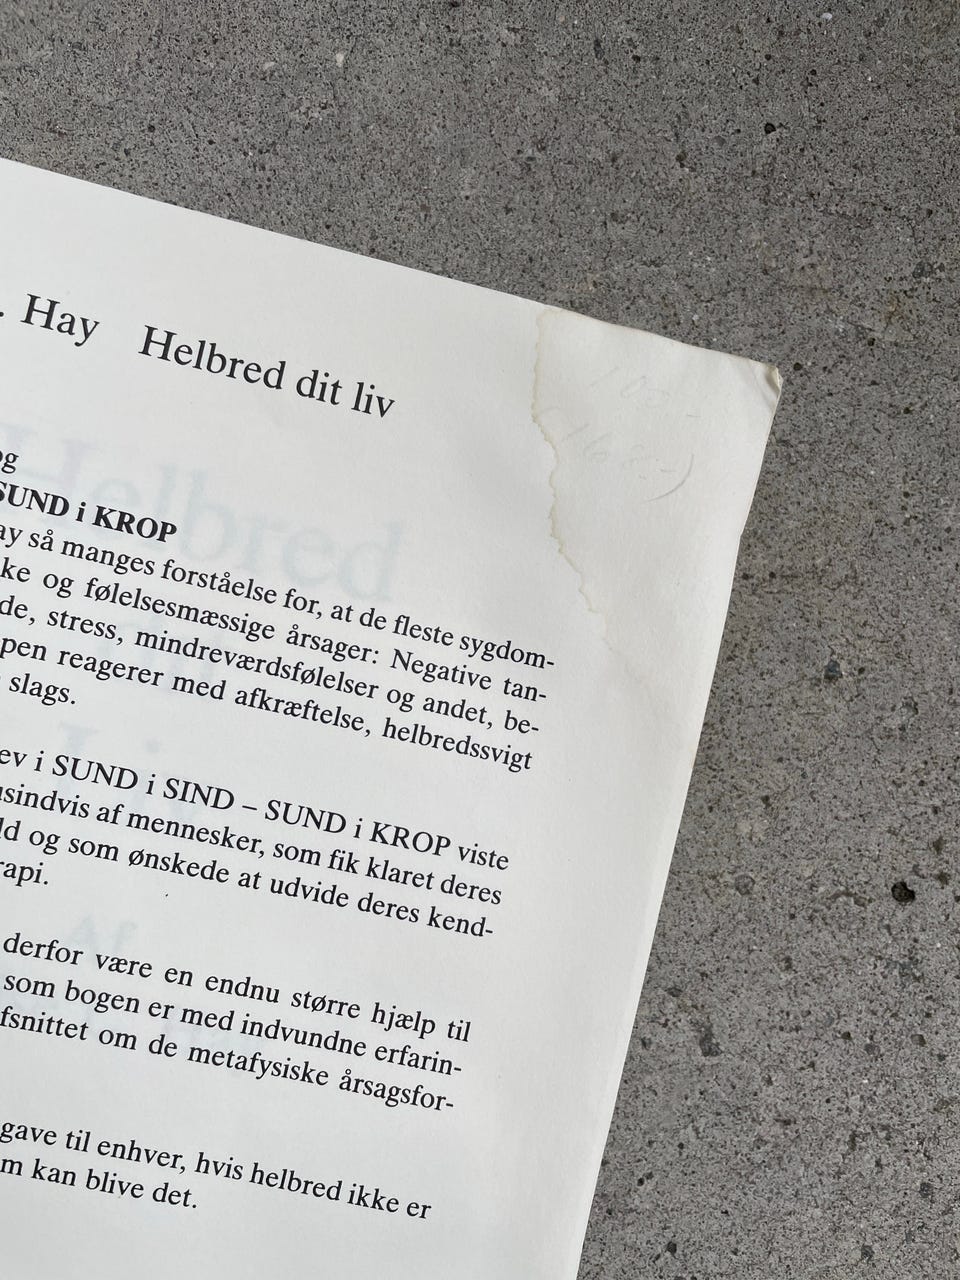 . Hay Helbred dit liv
100-
168-)
og
SUND i KROP
ay så manges forståelse for, at de fleste sygdom-
ke og følelsesmæssige årsager: Negative tan-
de, stress, mindreværdsfølelser og andet, be-
pen reagerer med afkræftelse, helbredssvigt
slags.
ev i SUND i SIND – SUND i KROP viste
usindvis af mennesker, som fik klaret deres
ld og som ønskede at udvide deres kend-
rapi.
derfor være en endnu større hjælp til
som bogen er med indvundne erfarin-
fsnittet om de metafysiske årsagsfor-
gave til enhver, hvis helbred ikke er
m kan blive det.
Helbred